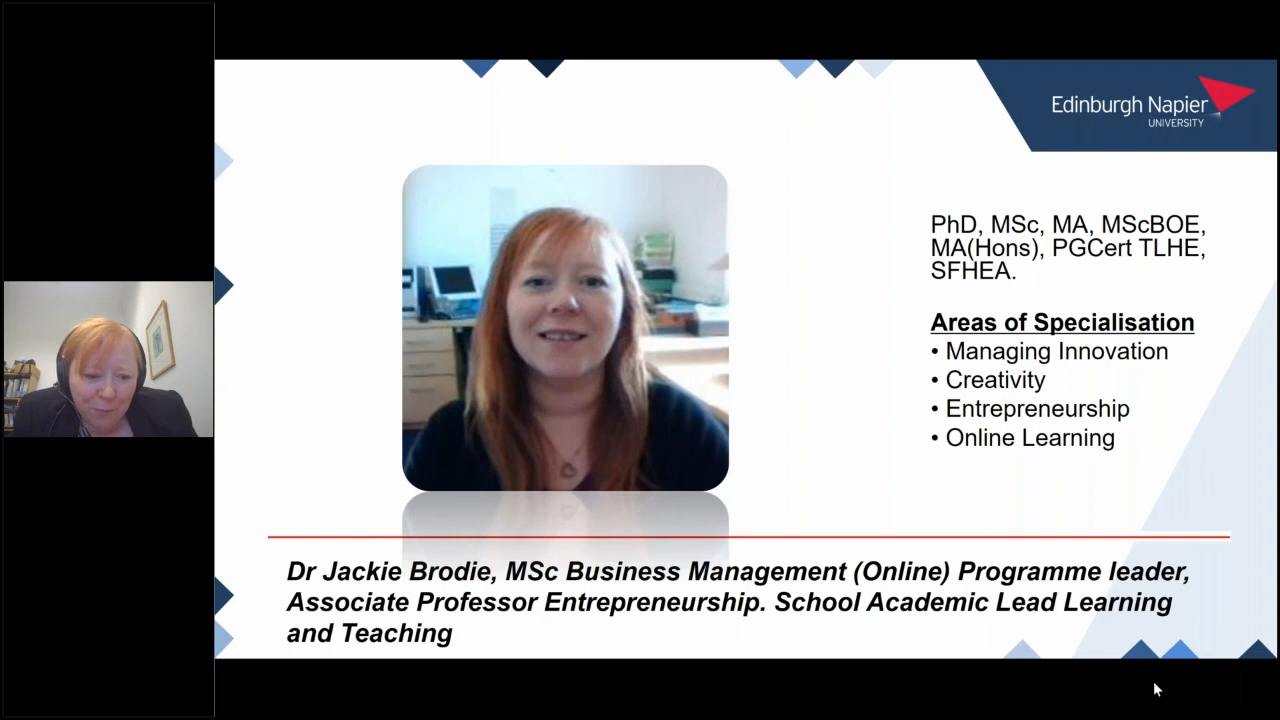 Edinburgh Napier
UNIVERSITY
PhD, MSc, MA, MScBOE,
MA(Hons), PGCert TLHE,
SFHEA.
Areas of Specialisation
• Managing Innovation
• Creativity
• Entrepreneurship
• Online Learning
Dr Jackie Brodie, MSc Business Management (Online) Programme leader,
Associate Professor Entrepreneurship. School Academic Lead Learning
and Teaching